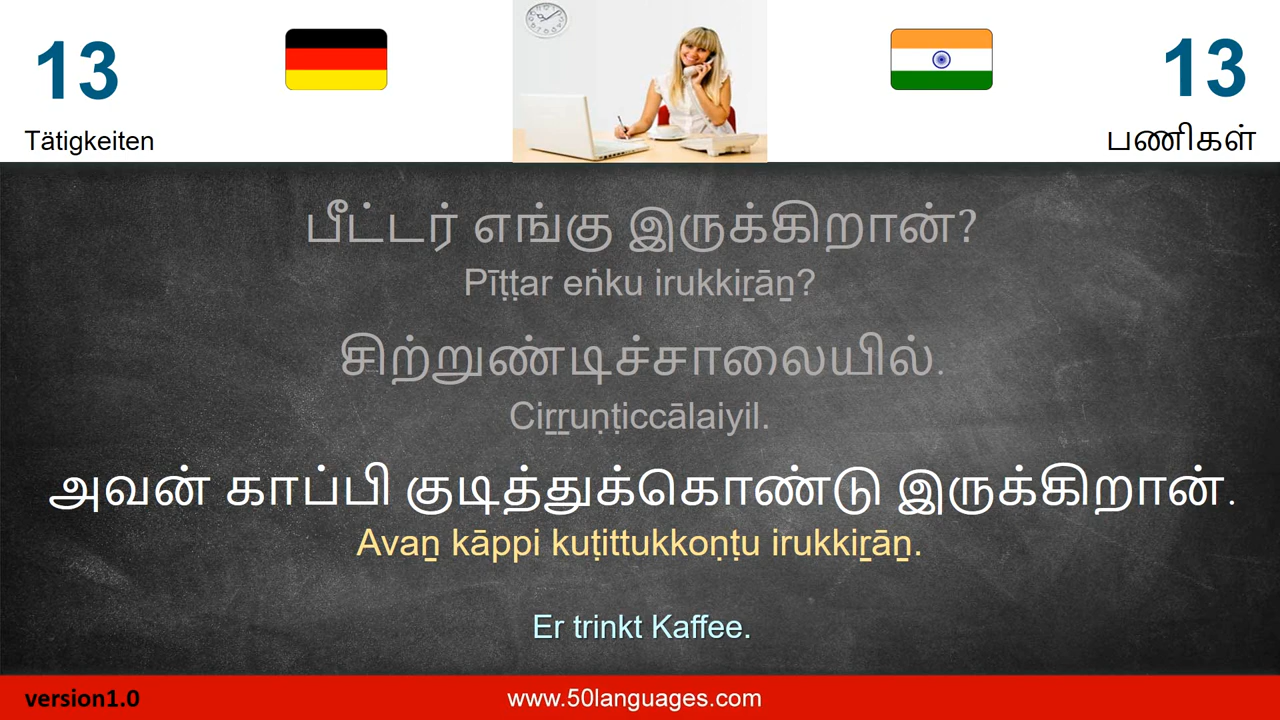 13
13
Tätigkeiten
பணிகள்
பீட்டர் எங்கு இருக்கிறான்?
Pīṭṭar eṅku irukkiṟāṉ?
சிற்றுண்டிச்சாலையில்.
Ciṟṟuṇṭiccālaiyil.
அவன் காப்பி குடித்துக்கொண்டு இருக்கிறான்.
Avaṉ kāppi kuṭittukkoṇṭu irukkiṟāṉ.
Er trinkt Kaffee.
version1.0
www.50languages.com